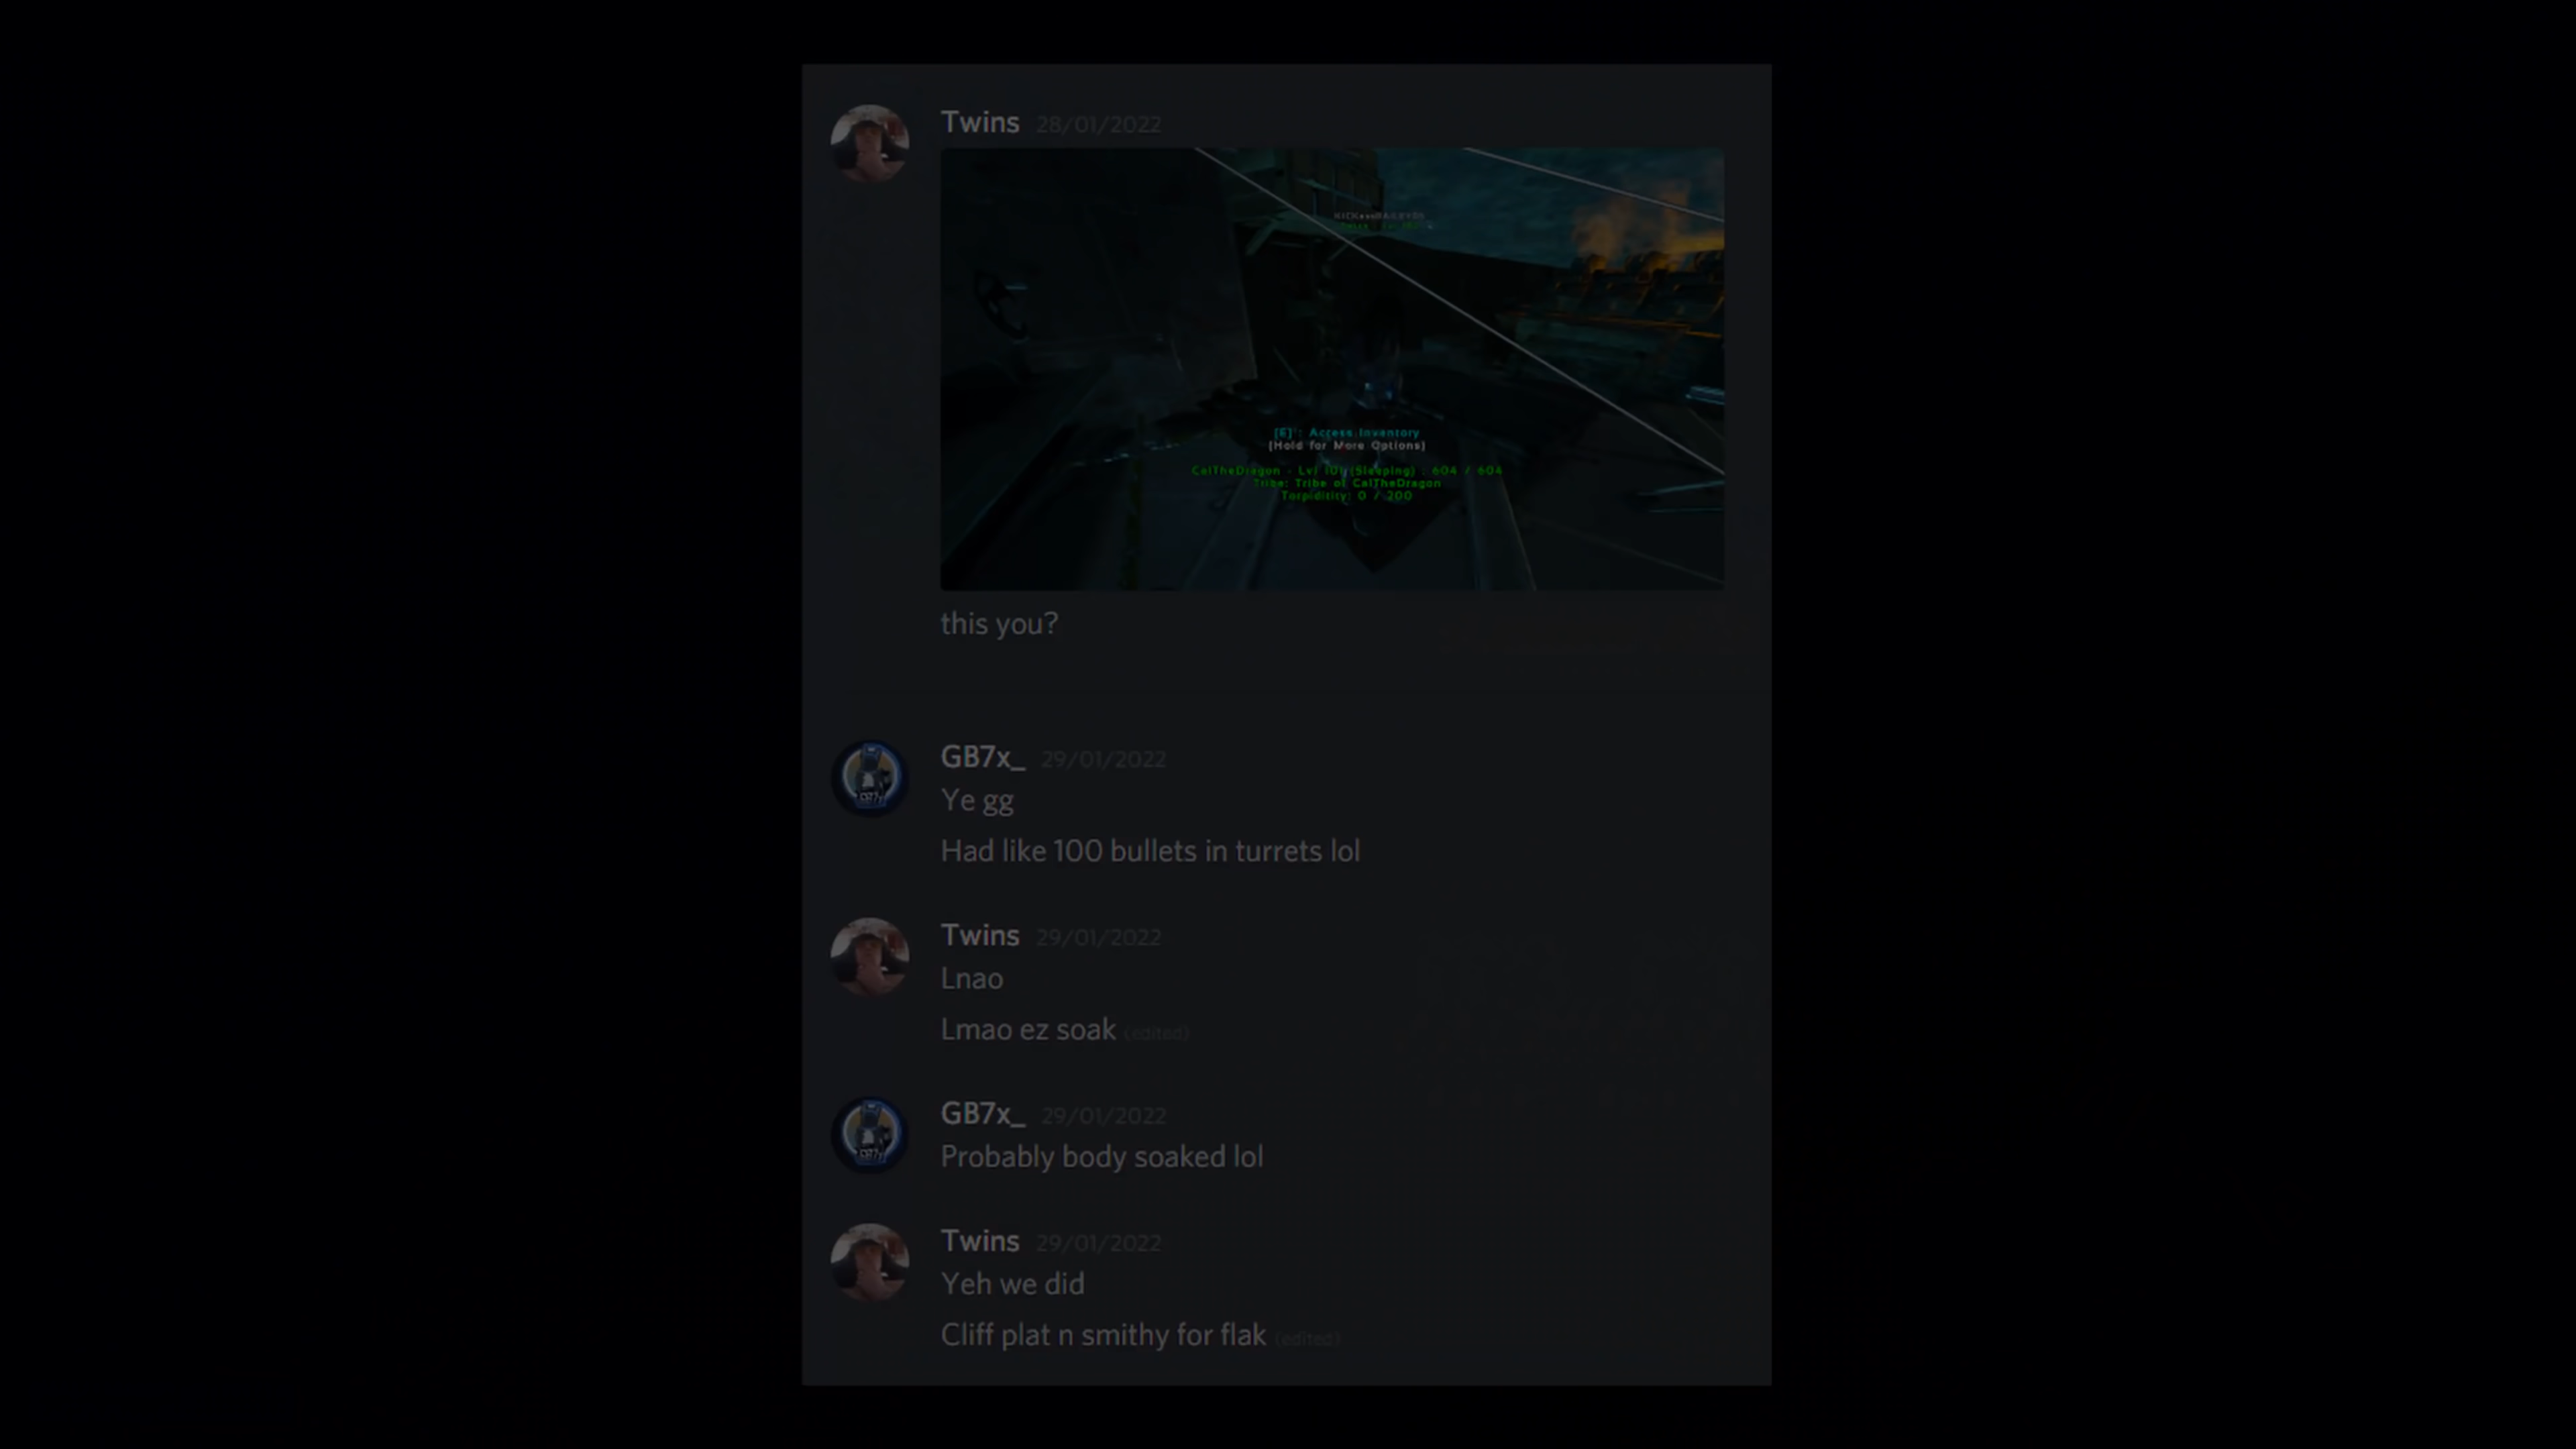 Twins 28/01/2022
[E] : Access Inventory
(Hold for More Options)
CalTheDragon - Lvl 101 (Sleeping) : 604 / 604
Tribe: Tribe of CalTheDragon
Torpiditity: 0 / 200
this you?
GB7x_ 29/01/2022
Ye gg
Had like 100 bullets in turrets lol
Twins 29/01/2022
Lnao
Lmao ez soak (edited)
GB7x_ 29/01/2022
Probably body soaked lol
Twins 29/01/2022
Yeh we did
Cliff plat n smithy for flak (edited)